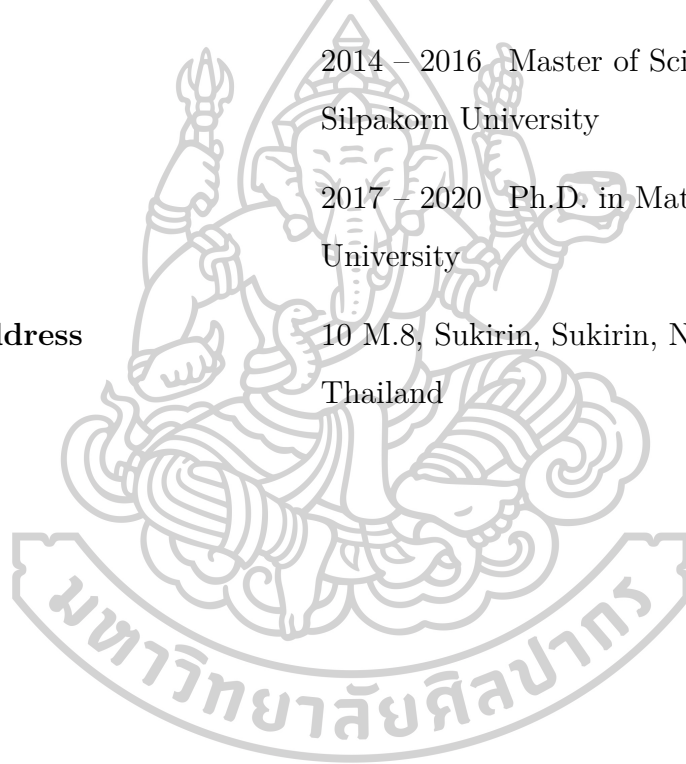 2014 – 2016 Master of Sci
Silpakorn University
2017 – 2020 Ph.D. in Mat
University
ddress 10 M.8, Sukirin, Sukirin, N
Thailand
มหาวิทยาลัยศิลปากร